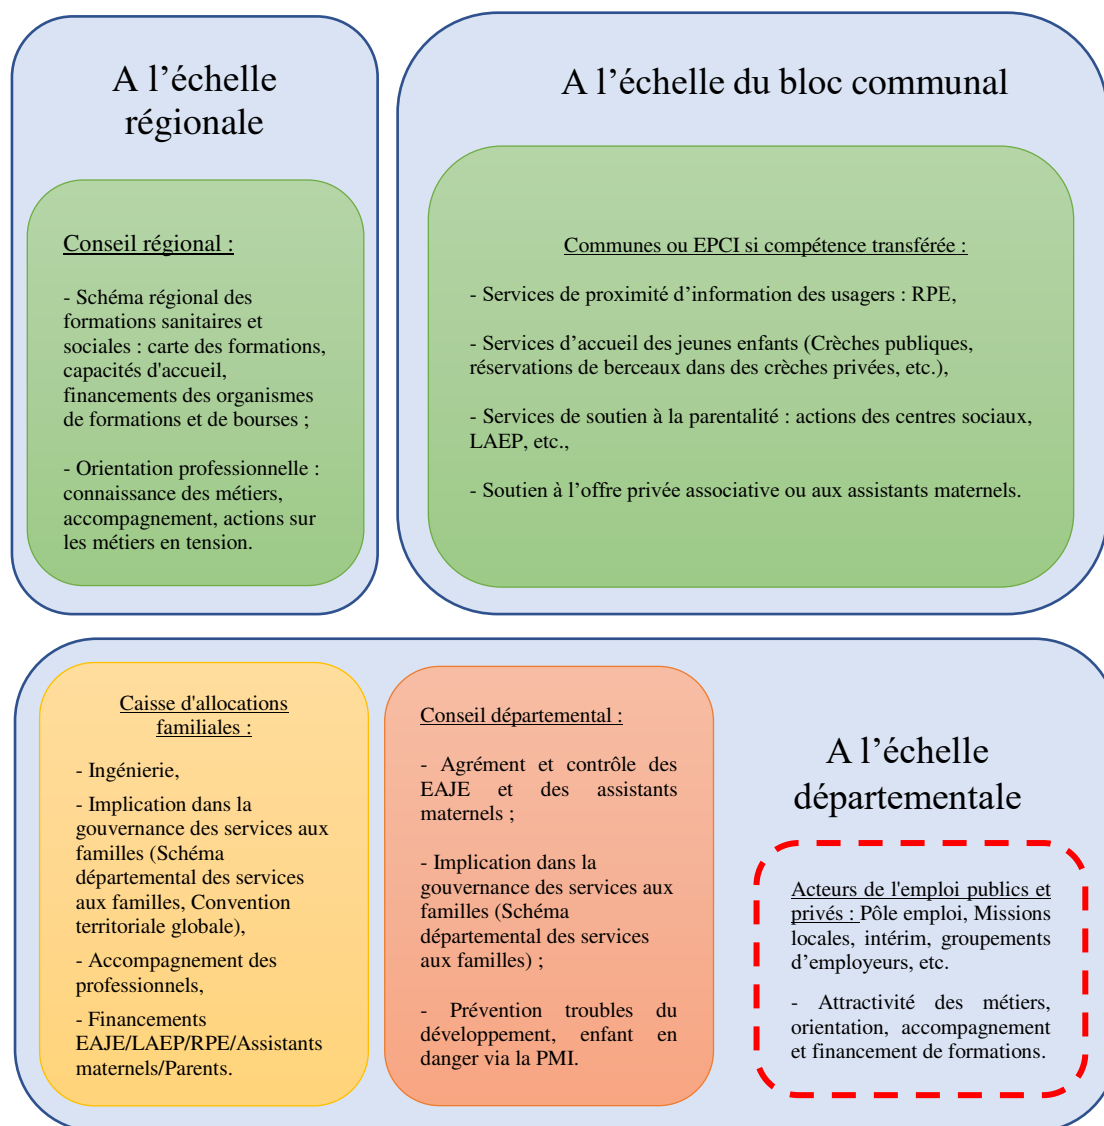 A l’échelle
régionale
Conseil régional :
- Schéma régional des
formations sanitaires et
sociales : carte des formations,
capacités d'accueil,
financements des organismes
de formations et de bourses ;
- Orientation professionnelle :
connaissance des métiers,
accompagnement, actions sur
les métiers en tension.
A l’échelle du bloc communal
Communes ou EPCI si compétence transférée :
- Services de proximité d’information des usagers : RPE,
- Services d’accueil des jeunes enfants (Crèches publiques,
réservations de berceaux dans des crèches privées, etc.),
- Services de soutien à la parentalité : actions des centres sociaux,
LAEP, etc.,
- Soutien à l’offre privée associative ou aux assistants maternels.
Caisse d'allocations
familiales :
- Ingénierie,
- Implication dans la
gouvernance des services aux
familles (Schéma
départemental des services
aux familles, Convention
territoriale globale),
- Accompagnement des
professionnels,
- Financements
EAJE/LAEP/RPE/Assistants
maternels/Parents.
Conseil départemental :
- Agrément et contrôle des
EAJE et des assistants
maternels ;
- Implication dans la
gouvernance des services aux
familles (Schéma
départemental des services
aux familles) ;
- Prévention troubles du
développement, enfant en
danger via la PMI.
A l’échelle
départementale
Acteurs de l'emploi publics et
privés : Pôle emploi, Missions
locales, intérim, groupements
d’employeurs, etc.
- Attractivité des métiers,
orientation, accompagnement
et financement de formations.